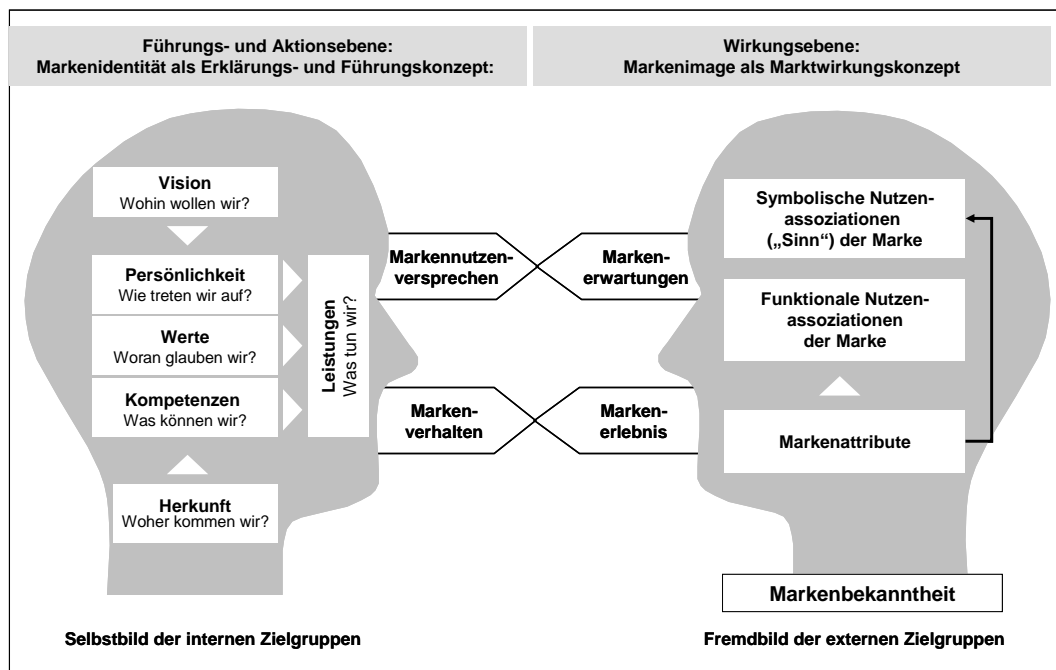 Führungs- und Aktionsebene:
Markenidentität als Erklärungs- und Führungskonzept:
Wirkungsebene:
Markenimage als Marktwirkungskonzept
Vision
Wohin wollen wir?
Persönlichkeit
Wie treten wir auf?
Werte
Woran glauben wir?
Kompetenzen
Was können wir?
Herkunft
Woher kommen wir?
Leistungen
Was tun wir?
Markennutzen-
versprechen
Marken-
erwartungen
Marken-
verhalten
Marken-
erlebnis
Symbolische Nutzen-
assoziationen
(„Sinn“) der Marke
Funktionale Nutzen-
assoziationen
der Marke
Markenattribute
Markenbekanntheit
Selbstbild der internen Zielgruppen
Fremdbild der externen Zielgruppen